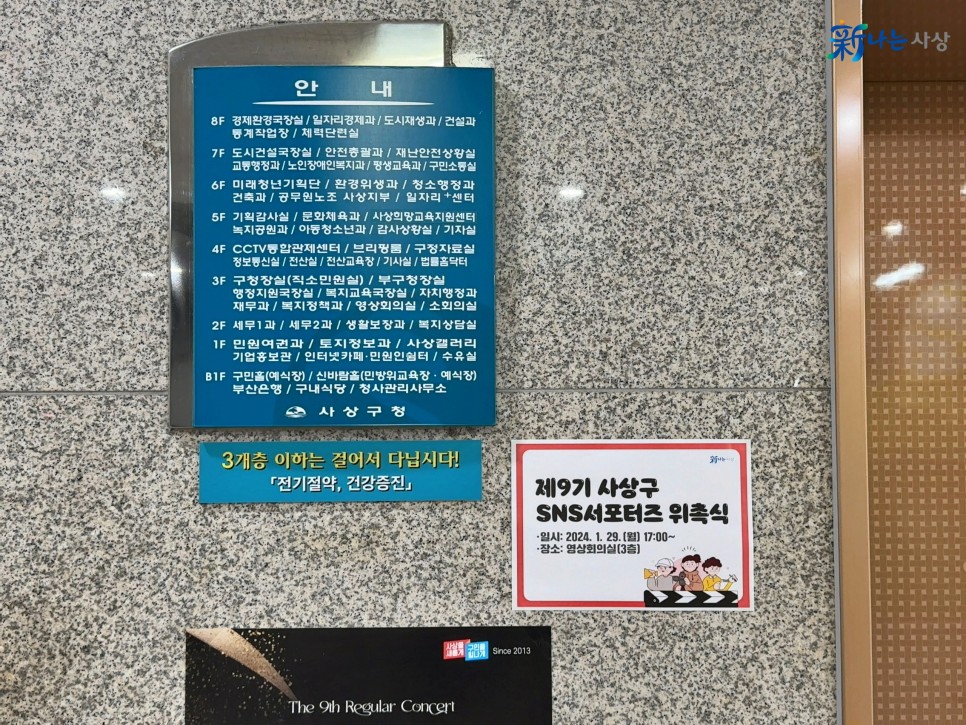 新나는사상
안 내
8F 경제환경국장실 / 일자리경제과 / 도시재생과 / 건설과
통계작업장 / 체력단련실
7F 도시건설국장실 / 안전총괄과 / 재난안전상황실
교통행정과 / 노인장애인복지과 / 평생교육과 / 구민소통실
6F 미래청년기획단 / 환경위생과 / 청소행정과
건축과 / 공무원노조 사상지부 / 일자리+센터
5F 기획감사실 / 문화체육과 / 사상희망교육지원센터
녹지공원과 / 아동청소년과 / 감사상황실 / 기자실
4F CCTV통합관제센터 / 브리핑룸 / 구정자료실
정보통신실 / 전산실 / 전산교육장 / 기사실 / 법률홈닥터
3F 구청장실(직소민원실) / 부구청장실
행정지원국장실 / 복지교육국장실 / 자치행정과
재무과 / 복지정책과 / 영상회의실 / 소회의실
2F 세무1과 / 세무2과 / 생활보장과 / 복지상담실
1F 민원여권과 / 토지정보과 / 사상갤러리
기업홍보관 / 인터넷카페·민원인쉼터 / 수유실
B1F 구민홀(예식장) / 신바람홀(민방위교육장·예식장)
부산은행 / 구내식당 / 청사관리사무소
사상구청
3개층 이하는 걸어서 다닙시다!
「전기절약, 건강증진」
新나는사상
제9기 사상구
SNS서포터즈 위촉식
·일시: 2024. 1. 29.(월) 17:00~
·장소: 영상회의실(3층)
사상을 새롭게 구민을 빛나게 Since 2013
The 9th Regular Concert